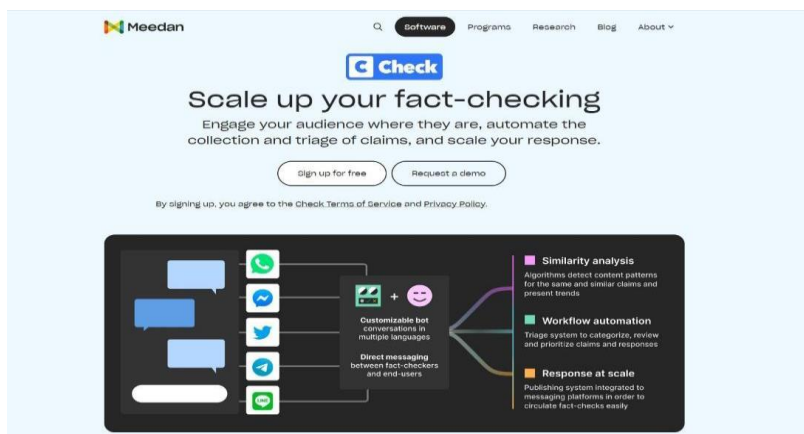 Meedan
Software Programs Research Blog About
C Check
Scale up your fact-checking
Engage your audience where they are, automate the
collection and triage of claims, and scale your response.
Sign up for free Request a demo
By signing up, you agree to the Check Terms of Service and Privacy Policy.
Customizable bot
conversations in
multiple languages
Direct messaging
between fact-checkers
and end-users
LINE
Similarity analysis
Algorithms detect content patterns
for the same and similar claims and
present trends
Workflow automation
Triage system to categorize, review
and prioritize claims and responses
Response at scale
Publishing system integrated to
messaging platforms in order to
circulate fact-checks easily